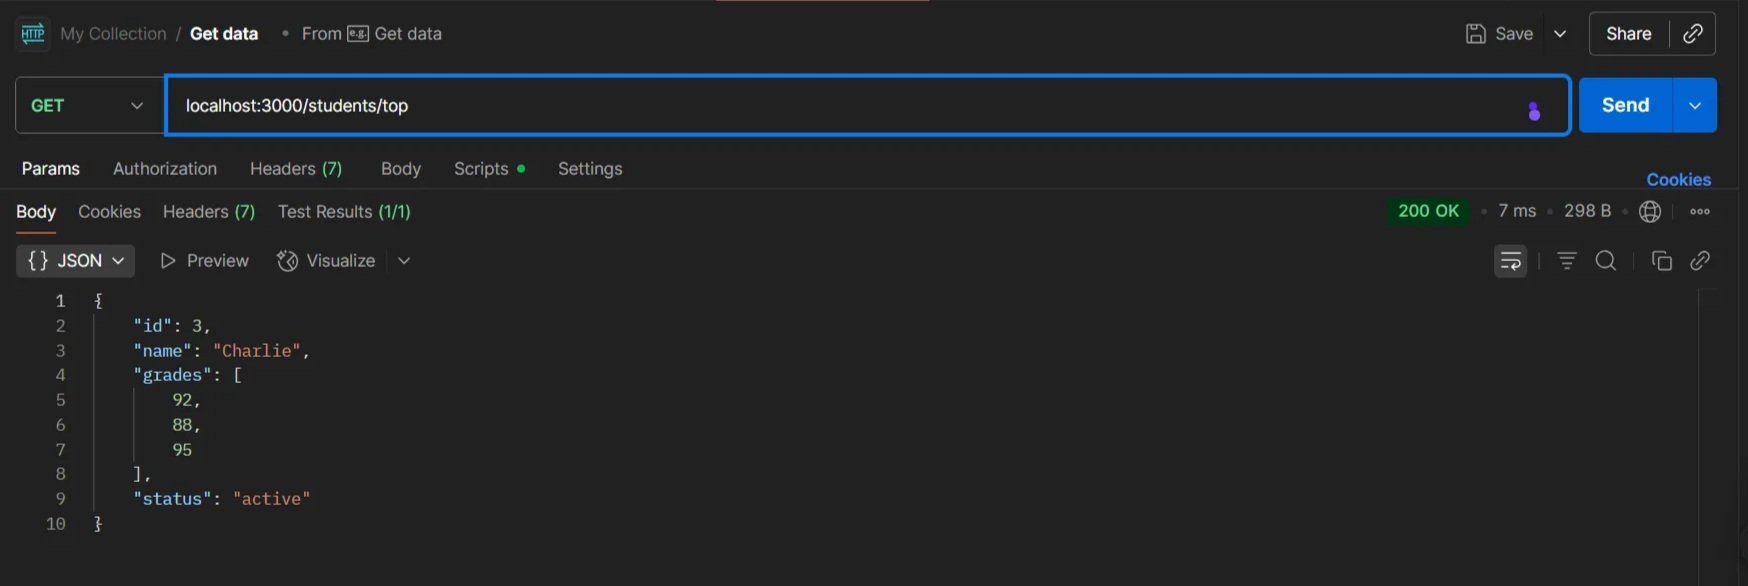 HTTP My Collection / Get data • From e.g. Get data Save Share
GET localhost:3000/students/top Send
Params Authorization Headers (7) Body Scripts Settings
Cookies
Body Cookies Headers (7) Test Results (1/1) 200 OK • 7 ms • 298 B
{} JSON Preview Visualize
1 {
2 "id": 3,
3 "name": "Charlie",
4 "grades": [
5 92,
6 88,
7 95
8 ],
9 "status": "active"
10 }